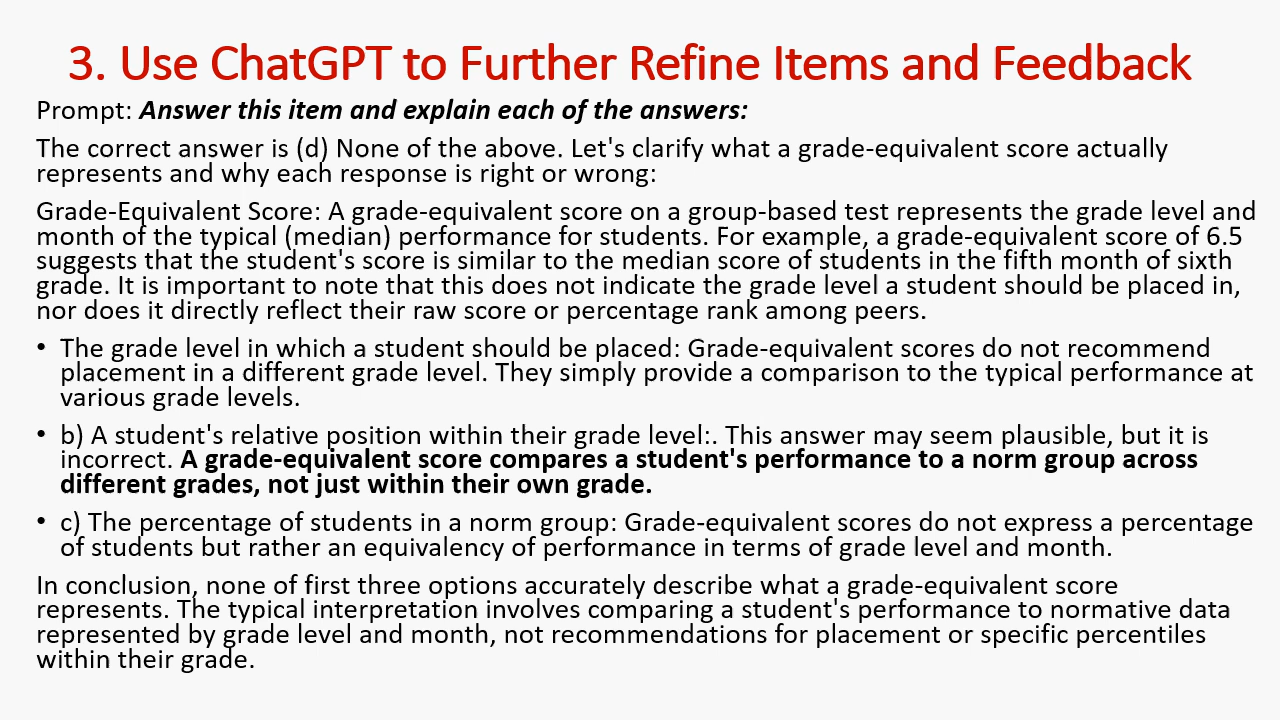 3. Use ChatGPT to Further Refine Items and Feedback
Prompt: Answer this item and explain each of the answers:
The correct answer is (d) None of the above. Let's clarify what a grade-equivalent score actually
represents and why each response is right or wrong:
Grade-Equivalent Score: A grade-equivalent score on a group-based test represents the grade level and
month of the typical (median) performance for students. For example, a grade-equivalent score of 6.5
suggests that the student's score is similar to the median score of students in the fifth month of sixth
grade. It is important to note that this does not indicate the grade level a student should be placed in,
nor does it directly reflect their raw score or percentage rank among peers.
• The grade level in which a student should be placed: Grade-equivalent scores do not recommend
placement in a different grade level. They simply provide a comparison to the typical performance at
various grade levels.
• b) A student's relative position within their grade level:. This answer may seem plausible, but it is
incorrect. A grade-equivalent score compares a student's performance to a norm group across
different grades, not just within their own grade.
• c) The percentage of students in a norm group: Grade-equivalent scores do not express a percentage
of students but rather an equivalency of performance in terms of grade level and month.
In conclusion, none of first three options accurately describe what a grade-equivalent score
represents. The typical interpretation involves comparing a student's performance to normative data
represented by grade level and month, not recommendations for placement or specific percentiles
within their grade.